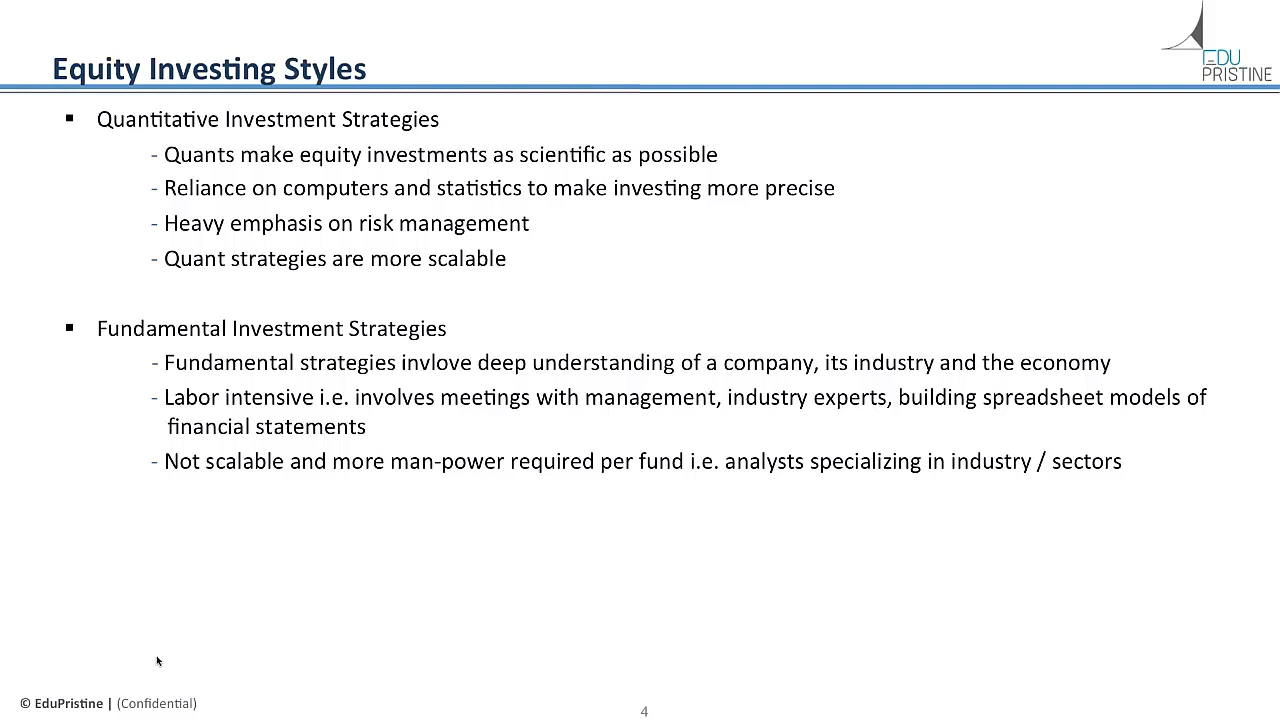 Equity Investing Styles
EDU
PRISTINE
▪ Quantitative Investment Strategies
- Quants make equity investments as scientific as possible
- Reliance on computers and statistics to make investing more precise
- Heavy emphasis on risk management
- Quant strategies are more scalable
▪ Fundamental Investment Strategies
- Fundamental strategies invlove deep understanding of a company, its industry and the economy
- Labor intensive i.e. involves meetings with management, industry experts, building spreadsheet models of
financial statements
- Not scalable and more man-power required per fund i.e. analysts specializing in industry / sectors
© EduPristine | (Confidential)
4